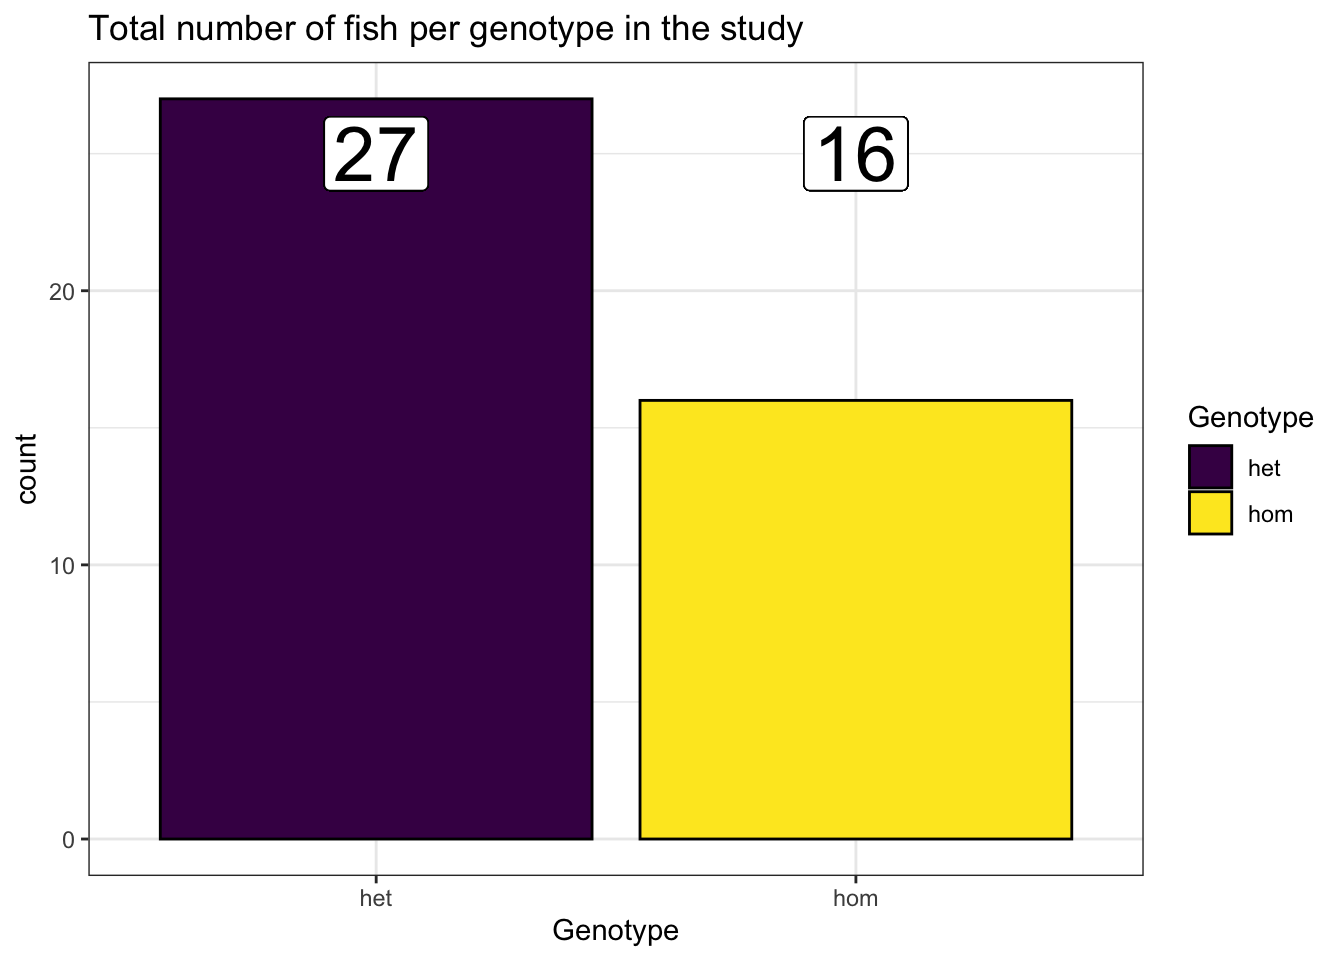 Total number of fish per genotype in the study
27
16
20
10
0
count
het
hom
Genotype
Genotype
het
hom